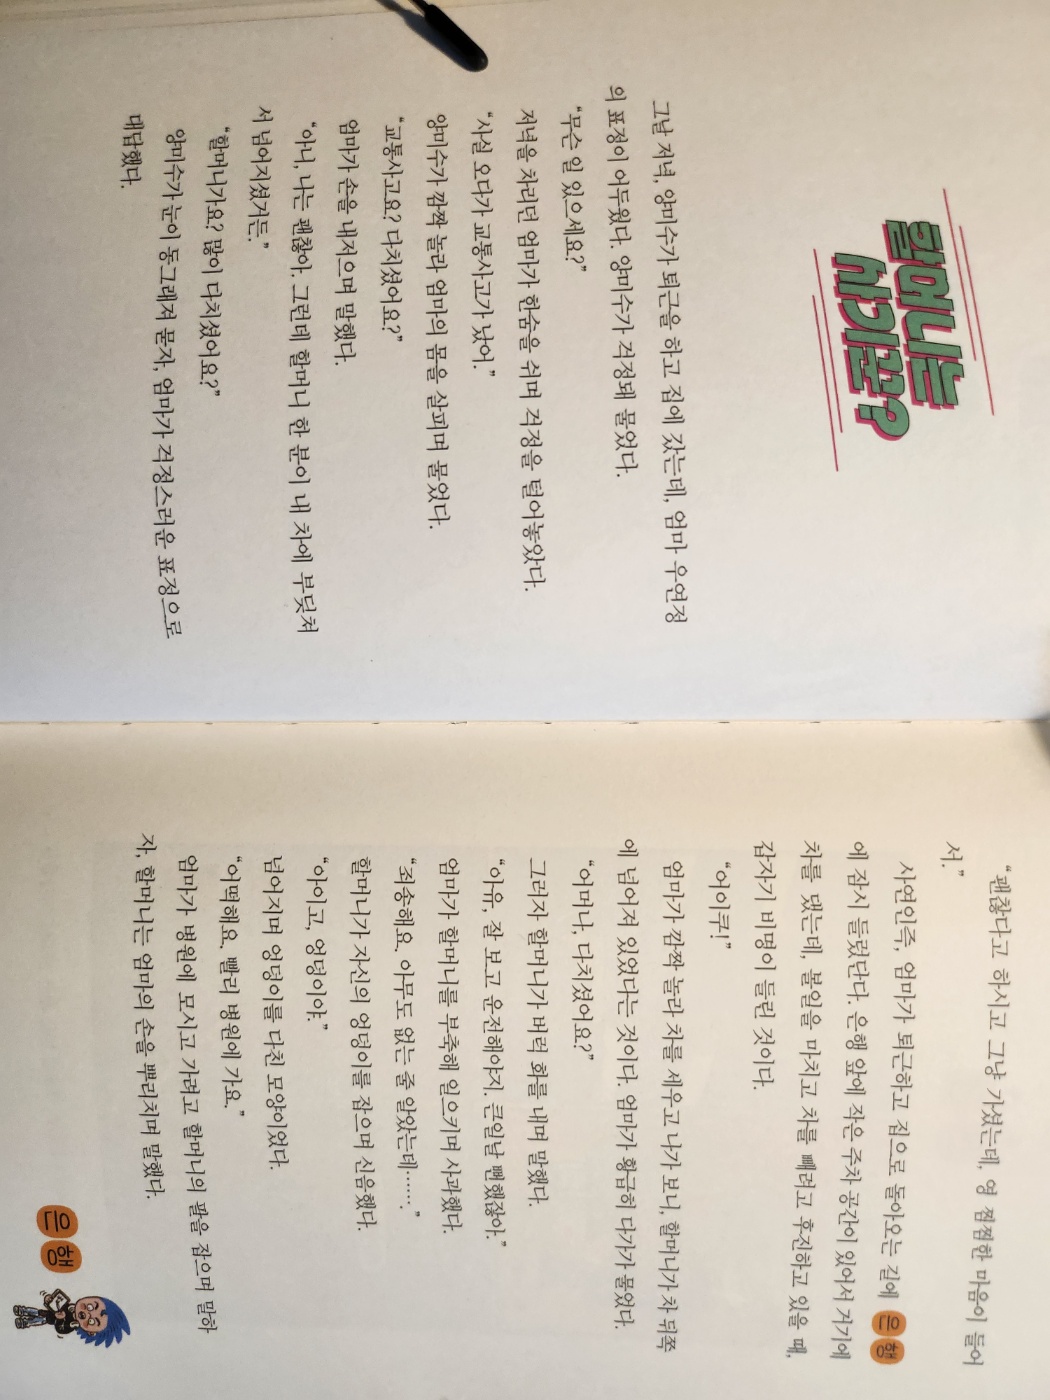 할머니는
사기꾼?
그날 저녁, 양미수가 퇴근을 하고 집에 갔는데, 엄마 우연정
의 표정이 어두웠다. 양미수가 걱정돼 물었다.
“무슨 일 있으세요?”
저녁을 차리던 엄마가 한숨을 쉬며 걱정을 털어놓았다.
“사실 오다가 교통사고가 났어.”
양미수가 깜짝 놀라 엄마의 몸을 살피며 물었다.
“교통사고요? 다치셨어요?”
엄마가 손을 내저으며 말했다.
“아니, 나는 괜찮아. 그런데 할머니 한 분이 내 차에 부딪쳐
서 넘어지셨거든.”
“할머니가요? 많이 다치셨어요?”
양미수가 눈이 동그래져 묻자, 엄마가 걱정스러운 표정으로
대답했다.
“괜찮다고 하시고 그냥 가셨는데, 영 찜찜한 마음이 들어
서.”
사연인즉, 엄마가 퇴근하고 집으로 돌아오는 길에 은행
에 잠시 들렀단다. 은행 앞에 작은 주차 공간이 있어서 거기에
차를 댔는데, 볼일을 마치고 차를 빼려고 후진하고 있을 때,
갑자기 비명이 들린 것이다.
“어이쿠!”
엄마가 깜짝 놀라 차를 세우고 나가 보니, 할머니가 차 뒤쪽
에 넘어져 있었다는 것이다. 엄마가 황급히 다가가 물었다.
“어머나, 다치셨어요?”
그러자 할머니가 버럭 화를 내며 말했다.
“아유, 잘 보고 운전해야지. 큰일날 뻔했잖아.”
엄마가 할머니를 부축해 일으키며 사과했다.
“죄송해요. 아무도 없는 줄 알았는데…….”
할머니가 자신의 엉덩이를 잡으며 신음했다.
“아이고, 엉덩이야.”
넘어지며 엉덩이를 다친 모양이었다.
“어떡해요. 빨리 병원에 가요.”
엄마가 병원에 모시고 가려고 할머니의 팔을 잡으며 말하
자, 할머니는 엄마의 손을 뿌리치며 말했다.
은행